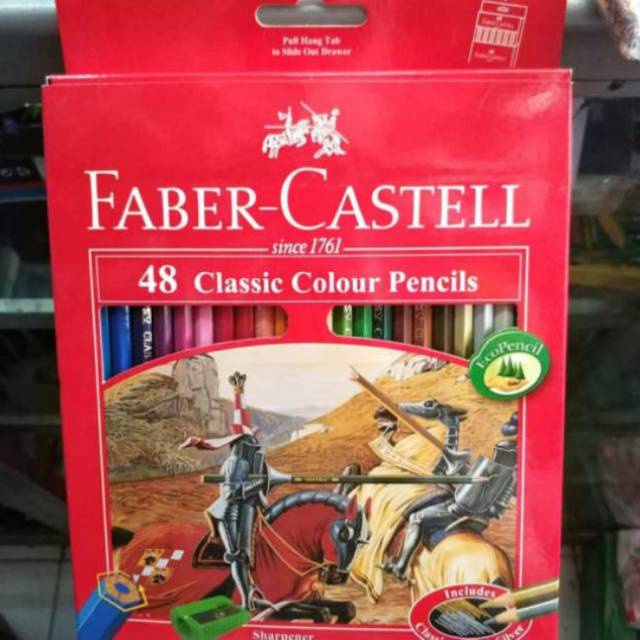 Pull Hang Tab
to Slide Out Drawer
FABER-CASTELL
since 1761
48 Classic Colour Pencils
EcoPencil
Includes
Sharpener